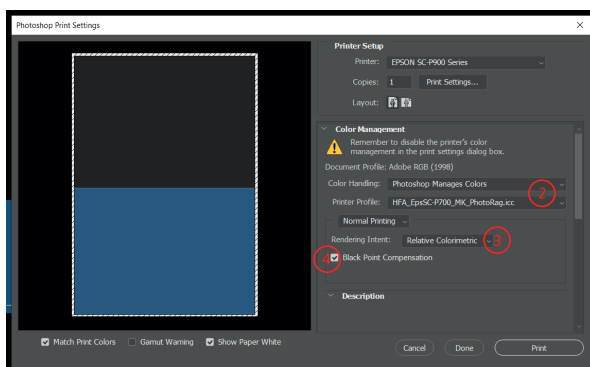 Photoshop Print Settings
Printer Setup
Printer: EPSON SC-P900 Series
Copies: 1 Print Settings...
Layout:
Color Management
Remember to disable the printer's color
management in the print settings dialog box.
Document Profile: Adobe RGB (1998)
Color Handling: Photoshop Manages Colors
2
Printer Profile: HFA_EpsSC-P700_MK_PhotoRag.icc
Normal Printing
Rendering Intent: Relative Colorimetric 3
4 Black Point Compensation
Description
Match Print Colors Gamut Warning Show Paper White
Cancel Done Print